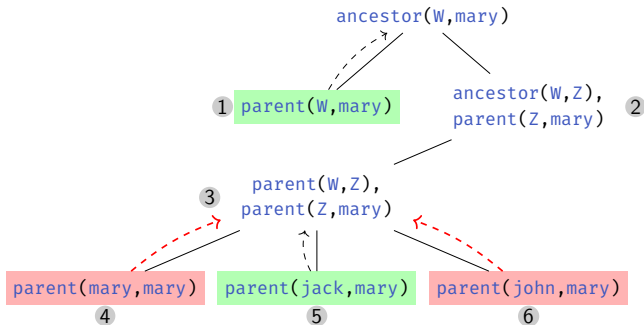 ancestor(W,mary)
1 parent(W,mary)
ancestor(W,Z),
parent(Z,mary)
2
3
parent(W,Z),
parent(Z,mary)
parent(mary,mary) parent(jack,mary) parent(john,mary)
4 5 6